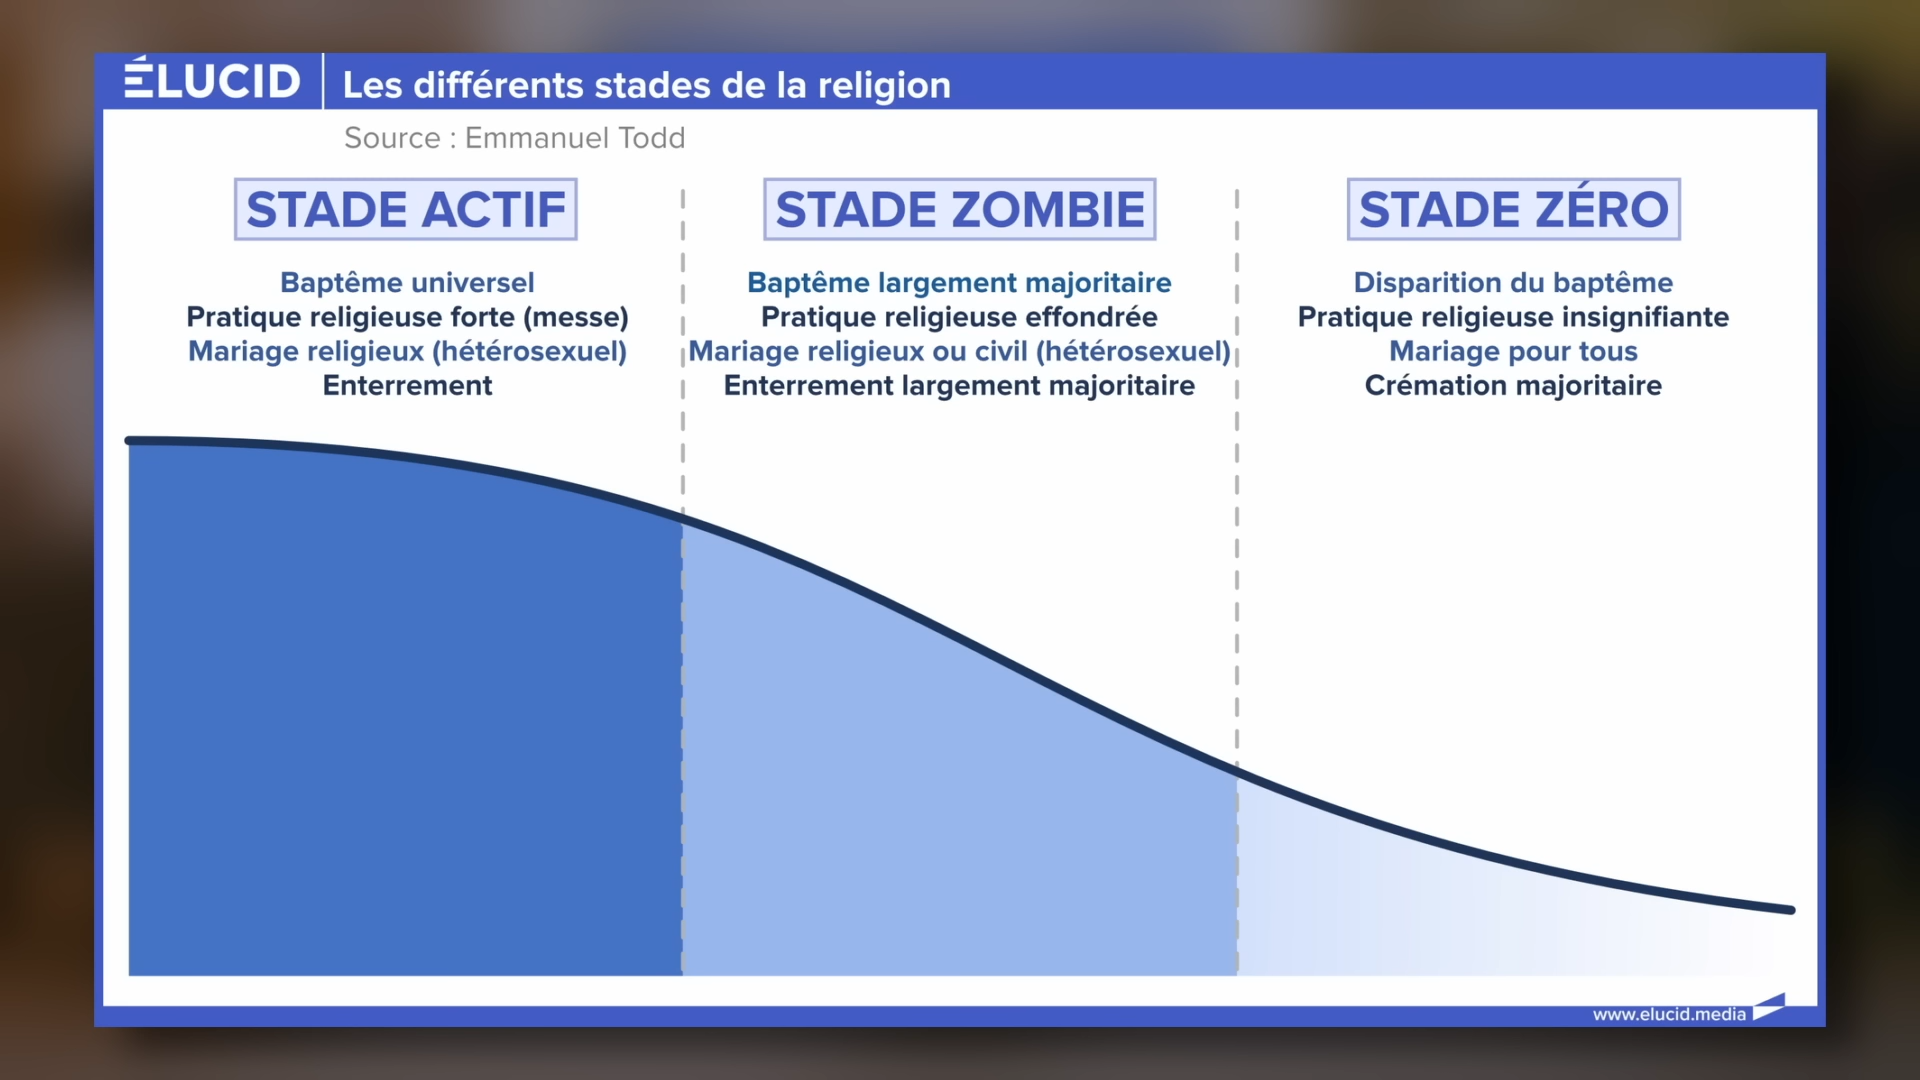 ÉLUCID
Les différents stades de la religion
Source : Emmanuel Todd
STADE ACTIF
Baptême universel
Pratique religieuse forte (messe)
Mariage religieux (hétérosexuel)
Enterrement
STADE ZOMBIE
Baptême largement majoritaire
Pratique religieuse effondrée
Mariage religieux ou civil (hétérosexuel)
Enterrement largement majoritaire
STADE ZÉRO
Disparition du baptême
Pratique religieuse insignifiante
Mariage pour tous
Crémation majoritaire
www.elucid.media